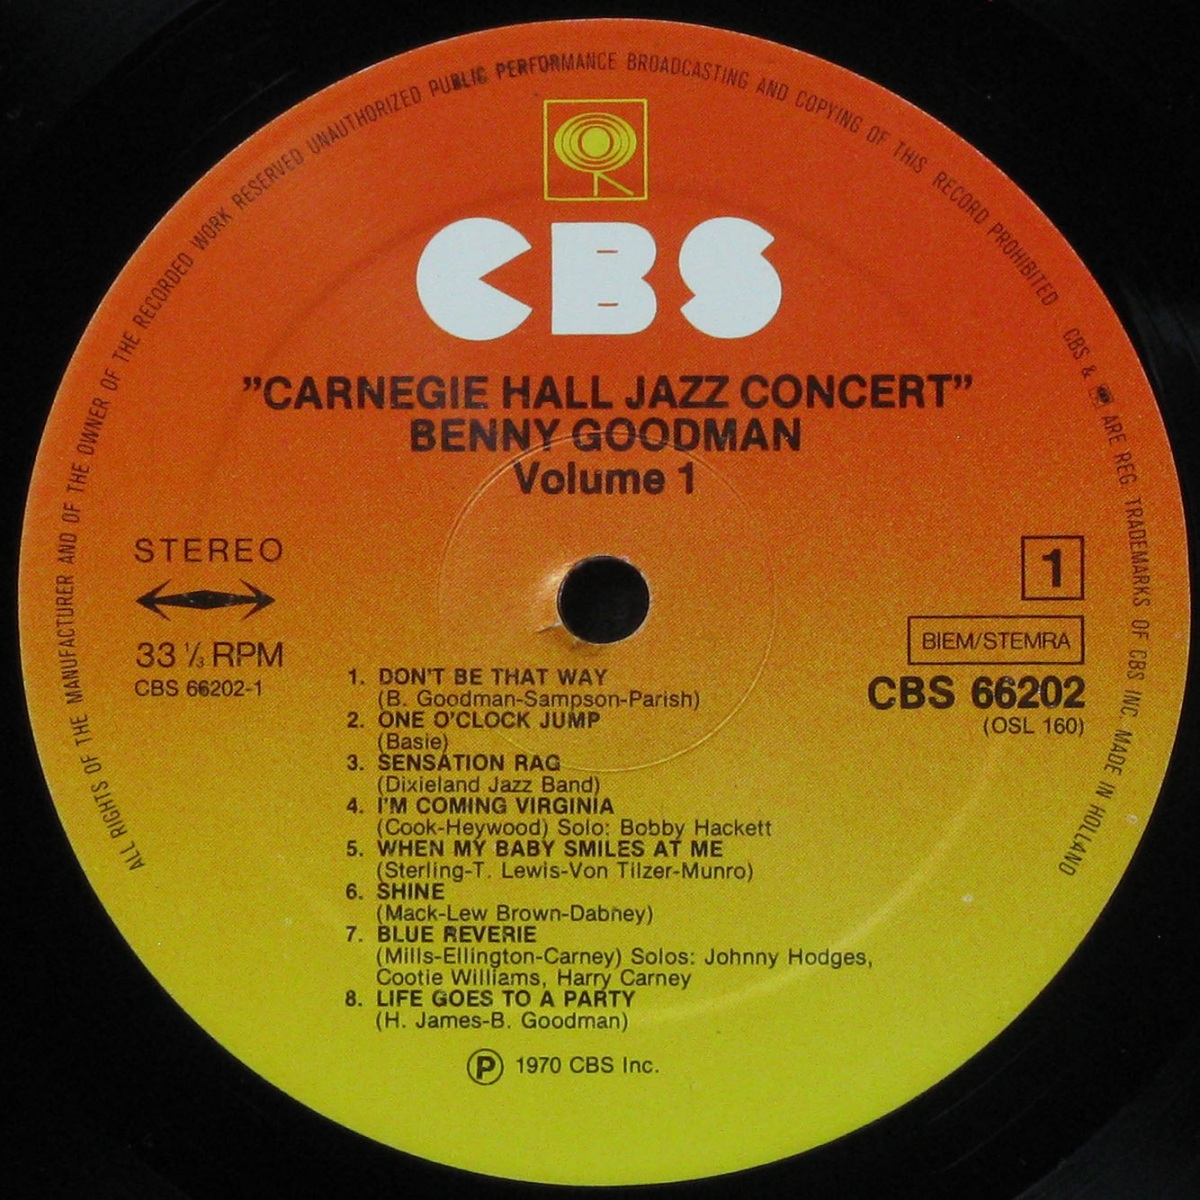 ALL RIGHTS OF THE MANUFACTURER AND OF THE OWNER OF THE RECORDED WORK RESERVED UNAUTHORIZED PUBLIC PERFORMANCE BROADCASTING AND COPYING OF THIS RECORD PROHIBITED CBS & ARE REG. TRADEMARKS OF CBS INC. MADE IN HOLLAND
CBS
"CARNEGIE HALL JAZZ CONCERT"
BENNY GOODMAN
Volume 1
STEREO
33 ⅓ RPM
CBS 66202-1
1
BIEM/STEMRA
CBS 66202
(OSL 160)
1. DON'T BE THAT WAY
(B. Goodman-Sampson-Parish)
2. ONE O'CLOCK JUMP
(Basie)
3. SENSATION RAG
(Dixieland Jazz Band)
4. I'M COMING VIRGINIA
(Cook-Heywood) Solo: Bobby Hackett
5. WHEN MY BABY SMILES AT ME
(Sterling-T. Lewis-Von Tilzer-Munro)
6. SHINE
(Mack-Lew Brown-Dabney)
7. BLUE REVERIE
(Mills-Ellington-Carney) Solos: Johnny Hodges,
Cootie Williams, Harry Carney
8. LIFE GOES TO A PARTY
(H. James-B. Goodman)
℗ 1970 CBS Inc.